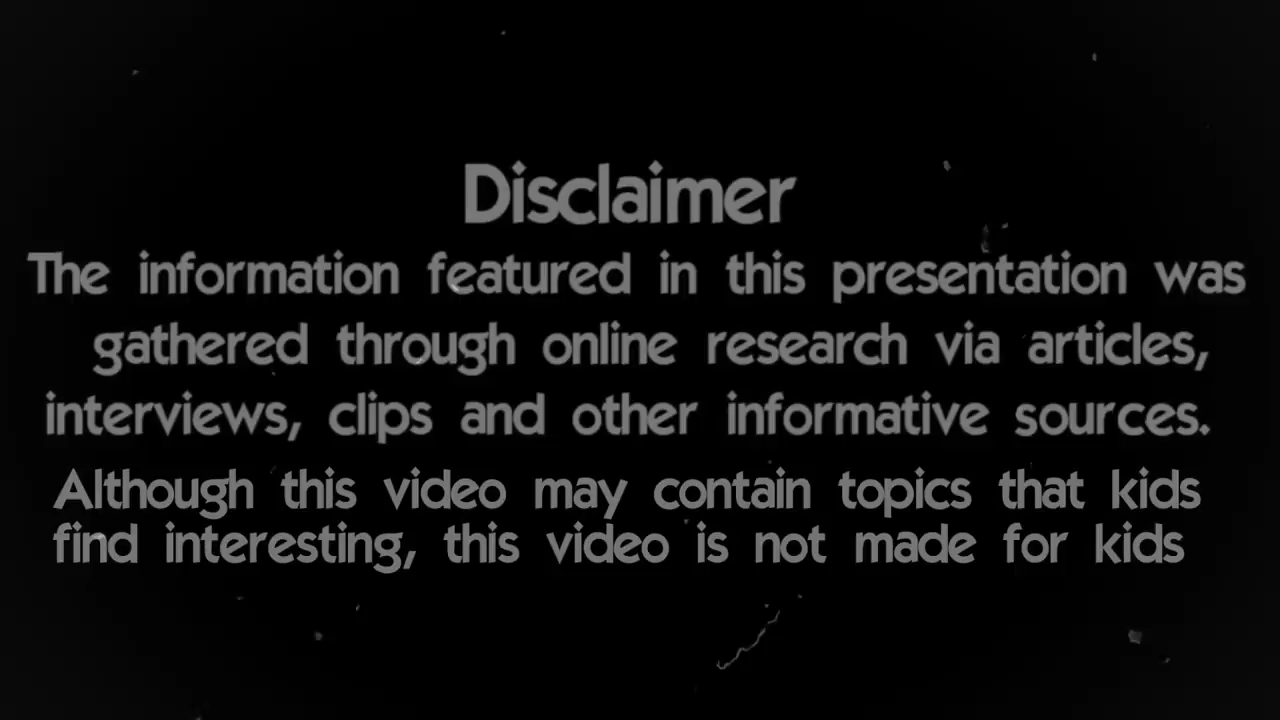 Disclaimer
The information featured in this presentation was
gathered through online research via articles,
interviews, clips and other informative sources.
Although this video may contain topics that kids
find interesting, this video is not made for kids